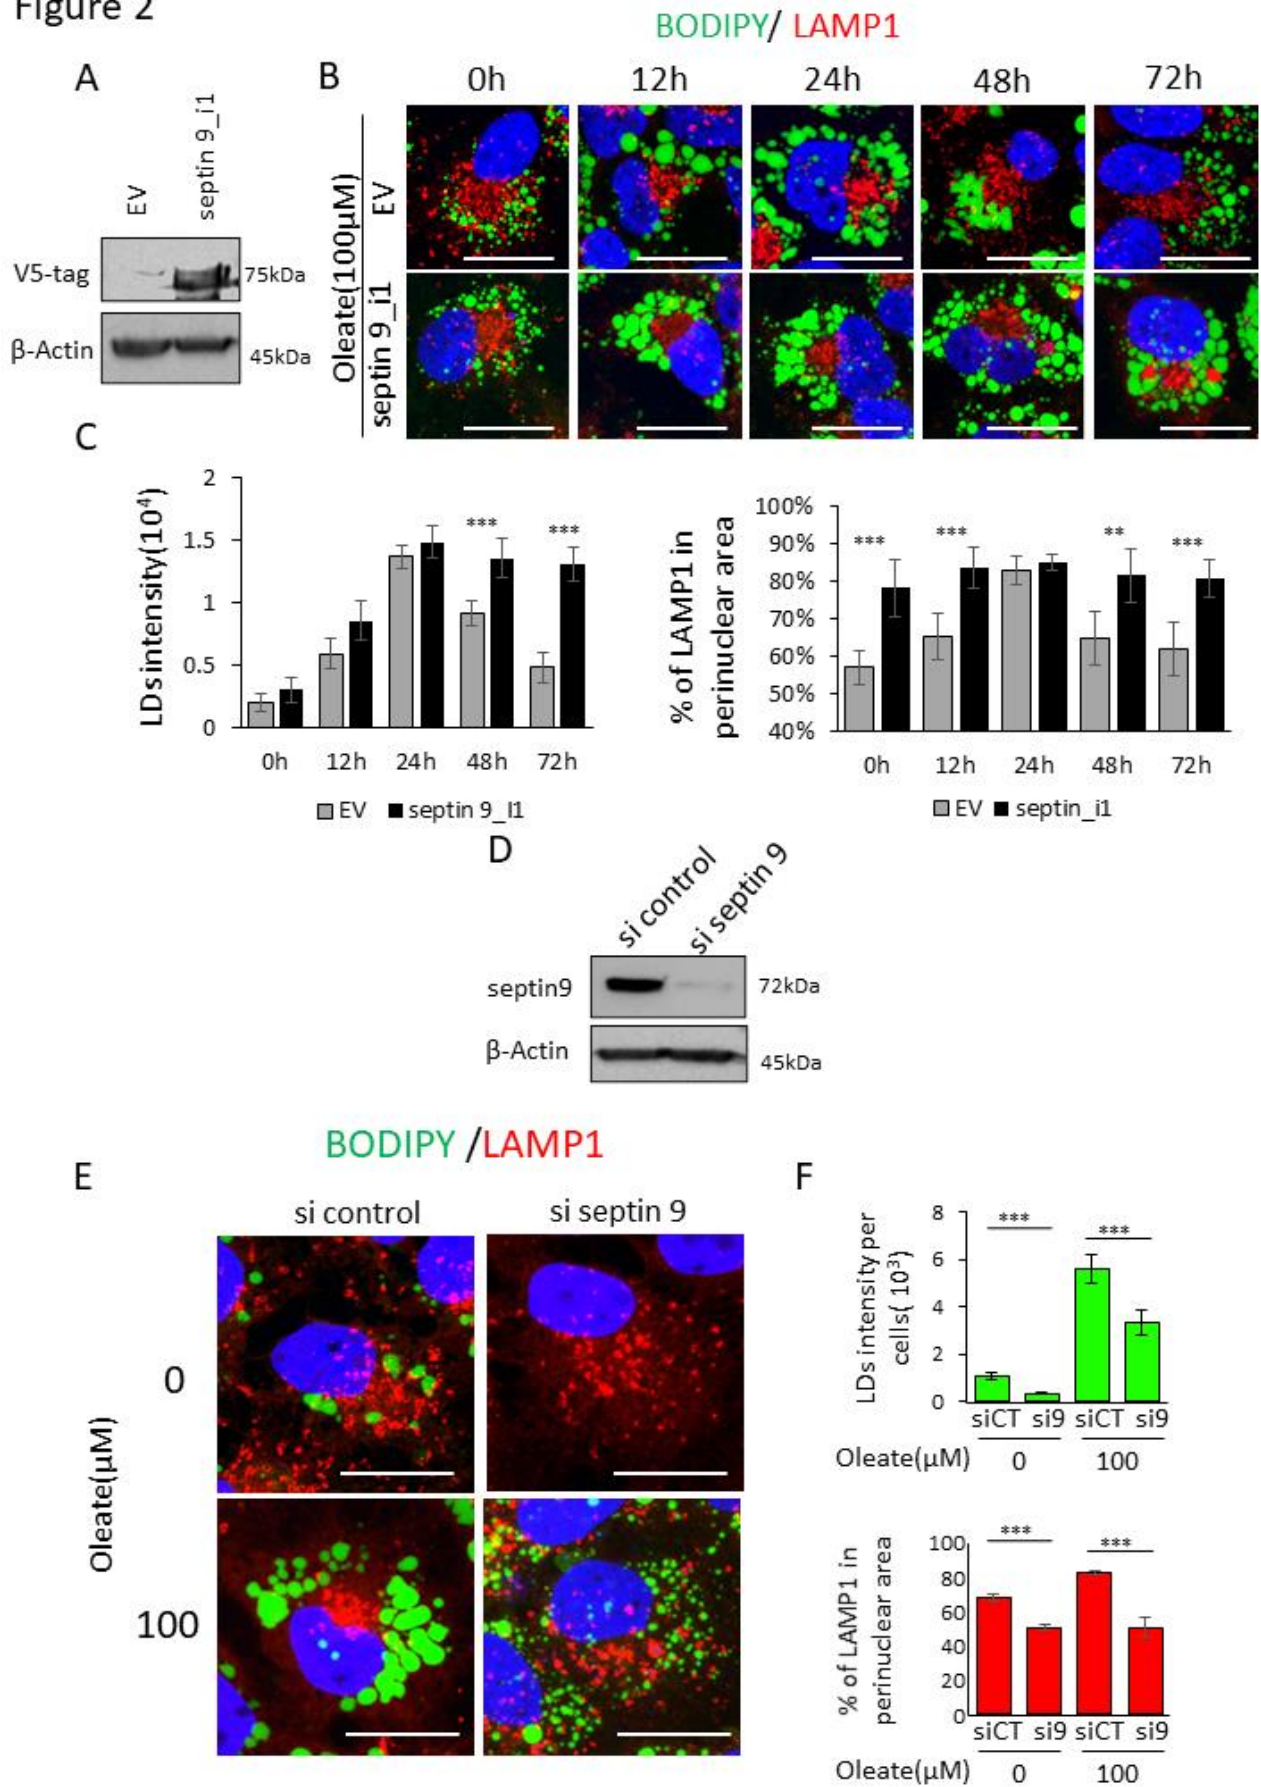 Figure 2
BODIPY/ LAMP1
A
B
0h
12h
24h
48h
72h
EV
septin 9_i1
V5-tag
75kDa
β-Actin
45kDa
Oleate(100μM)
EV
septin 9_i1
C
LDs intensity(10⁴)
2
1.5
1
0.5
0
***
***
0h
12h
24h
48h
72h
EV
septin 9_I1
% of LAMP1 in
perinuclear area
100%
90%
80%
70%
60%
50%
40%
***
***
**
***
0h
12h
24h
48h
72h
EV
septin_i1
D
si control
si septin 9
septin9
72kDa
β-Actin
45kDa
BODIPY /LAMP1
E
si control
si septin 9
Oleate(μM)
0
100
F
LDs intensity per
cells( 10³)
8
6
4
2
0
***
***
siCT si9 siCT si9
Oleate(μM) 0 100
% of LAMP1 in
perinuclear area
100
80
60
40
20
0
***
***
siCT si9 siCT si9
Oleate(μM) 0 100